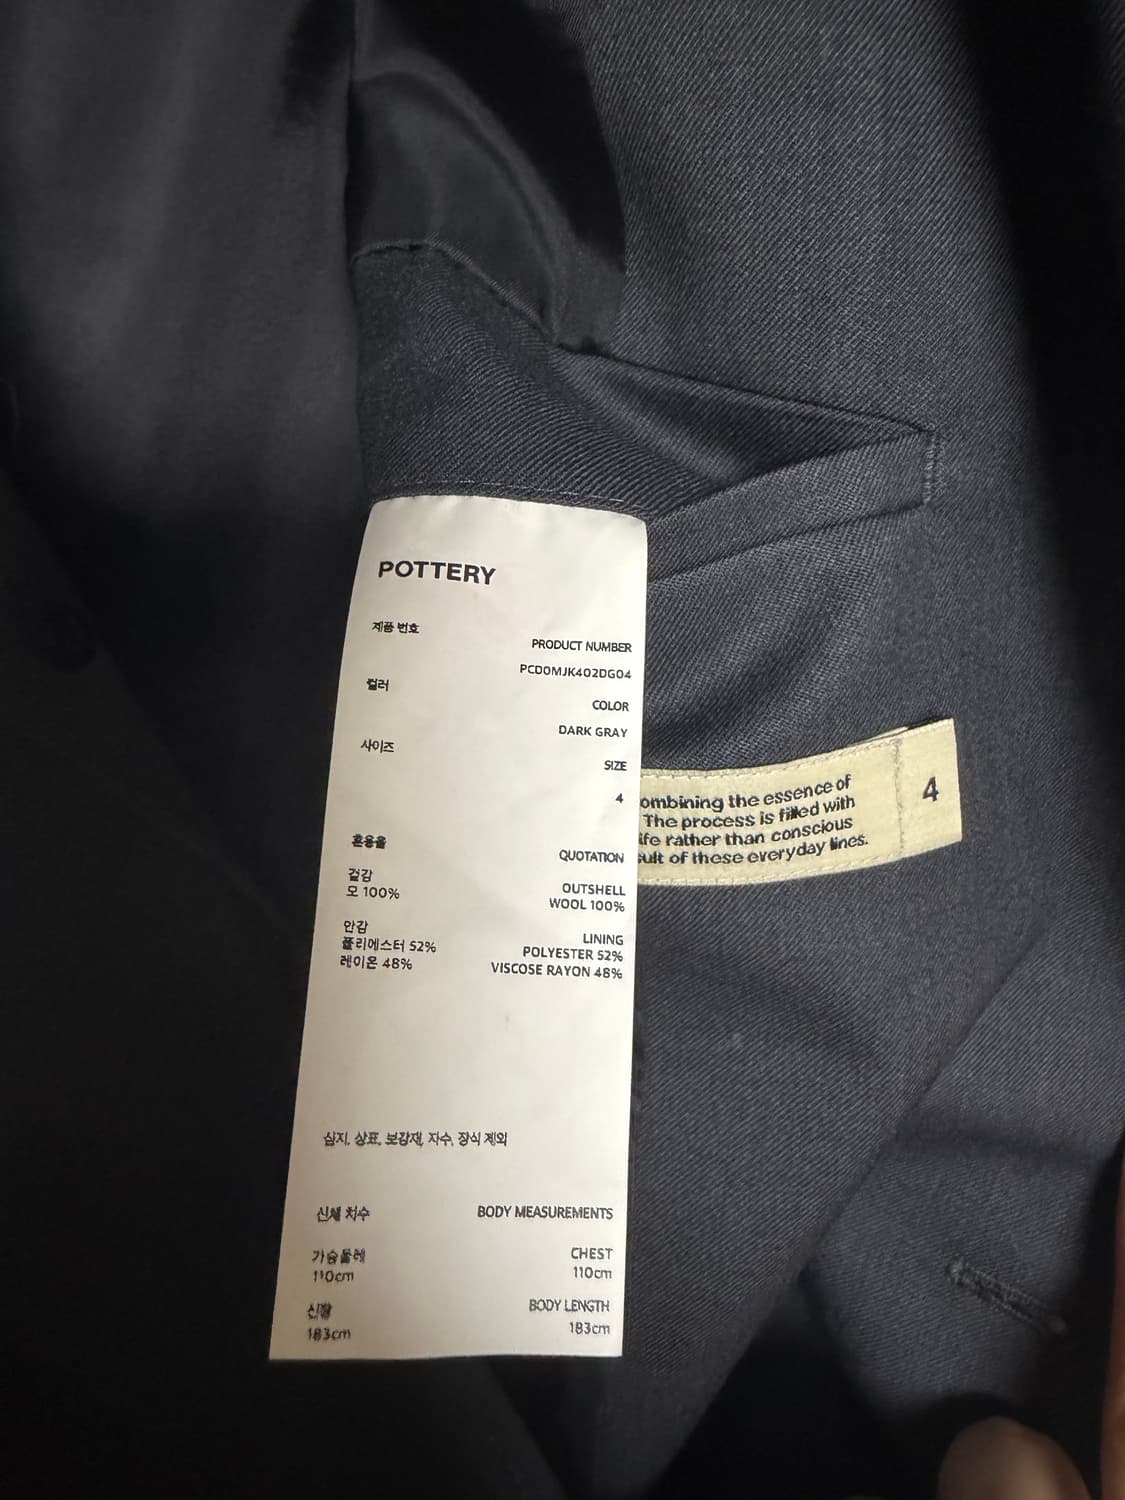 POTTERY
제품 번호
PRODUCT NUMBER
PCD0MJK402DG04
컬러
COLOR
DARK GRAY
사이즈
SIZE
4
혼용율
QUOTATION
겉감
OUTSHELL
모 100%
WOOL 100%
안감
LINING
폴리에스터 52%
POLYESTER 52%
레이온 48%
VISCOSE RAYON 48%
심지, 상표, 보강재, 자수, 장식 제외
신체 치수
BODY MEASUREMENTS
가슴둘레
CHEST
110cm
110cm
신장
BODY LENGTH
183cm
183cm
ombining the essence of
The process is filled with
ife rather than conscious
sult of these everyday lines.
4